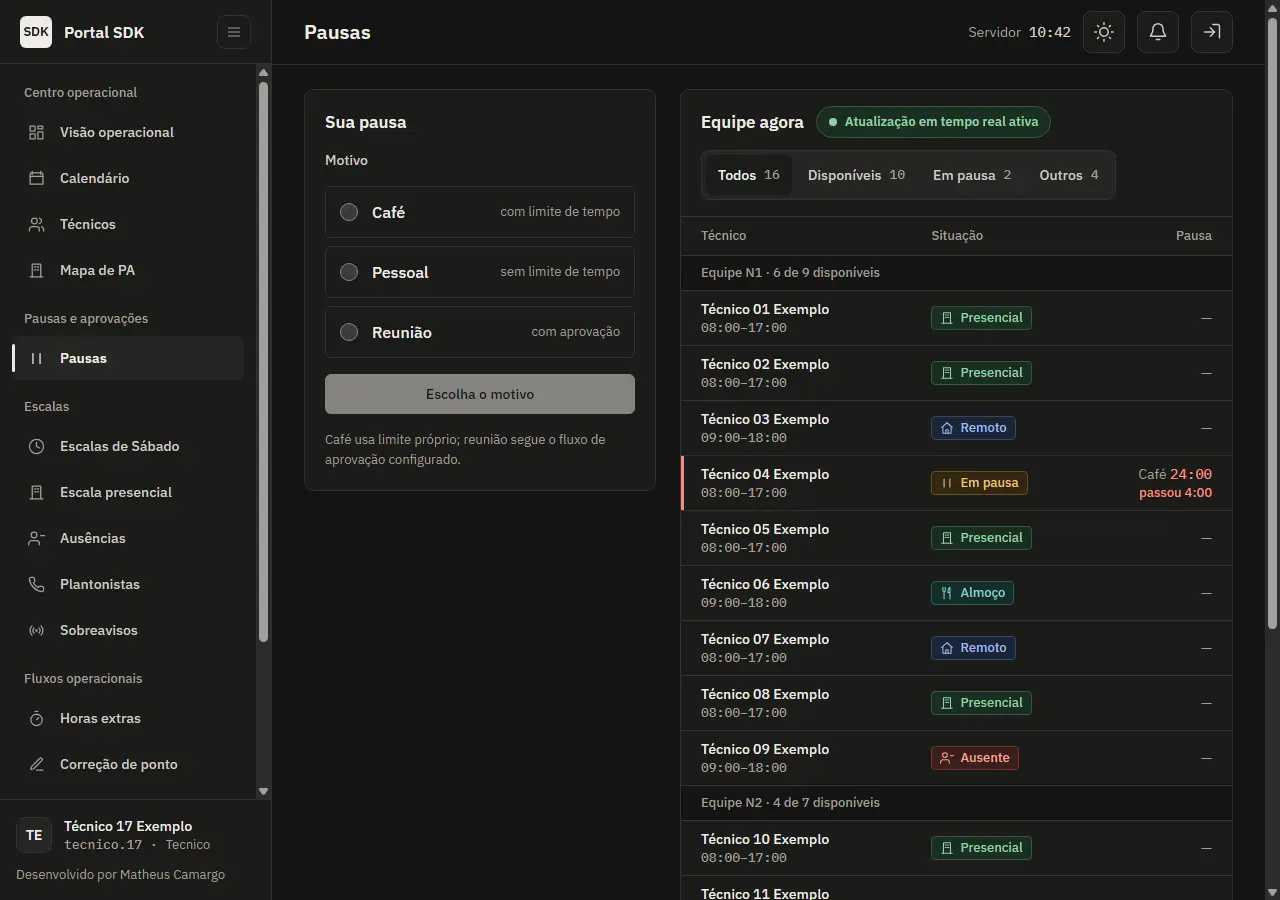 SDK Portal SDK
Centro operacional
Visão operacional
Calendário
Técnicos
Mapa de PA
Pausas e aprovações
Pausas
Escalas
Escalas de Sábado
Escala presencial
Ausências
Plantonistas
Sobreavisos
Fluxos operacionais
Horas extras
Correção de ponto
TE
Técnico 17 Exemplo
tecnico.17 · Tecnico
Desenvolvido por Matheus Camargo
Pausas
Servidor 10:42
Sua pausa
Motivo
Café com limite de tempo
Pessoal sem limite de tempo
Reunião com aprovação
Escolha o motivo
Café usa limite próprio; reunião segue o fluxo de
aprovação configurado.
Equipe agora Atualização em tempo real ativa
Todos 16 Disponíveis 10 Em pausa 2 Outros 4
Técnico Situação Pausa
Equipe N1 · 6 de 9 disponíveis
Técnico 01 Exemplo
08:00–17:00
Presencial —
Técnico 02 Exemplo
08:00–17:00
Presencial —
Técnico 03 Exemplo
09:00–18:00
Remoto —
Técnico 04 Exemplo
08:00–17:00
Em pausa
Café 24:00
passou 4:00
Técnico 05 Exemplo
08:00–17:00
Presencial —
Técnico 06 Exemplo
09:00–18:00
Almoço —
Técnico 07 Exemplo
08:00–17:00
Remoto —
Técnico 08 Exemplo
08:00–17:00
Presencial —
Técnico 09 Exemplo
09:00–18:00
Ausente —
Equipe N2 · 4 de 7 disponíveis
Técnico 10 Exemplo
08:00–17:00
Presencial —
Técnico 11 Exemplo